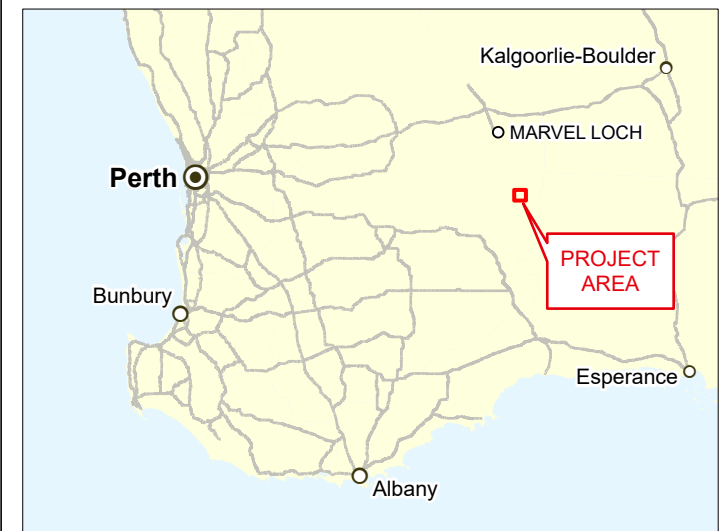 Kalgoorlie-Boulder
MARVEL LOCH
Perth
PROJECT
AREA
Bunbury
Esperance
Albany